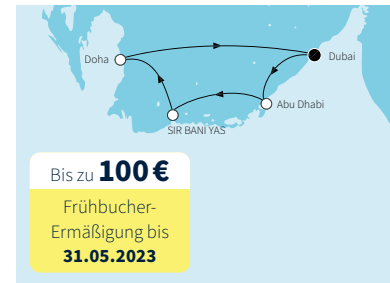 Doha
Dubai
Abu Dhabi
SIR BANI YAS
Bis zu 100 €
Frühbucher-
Ermäßigung bis
31.05.2023